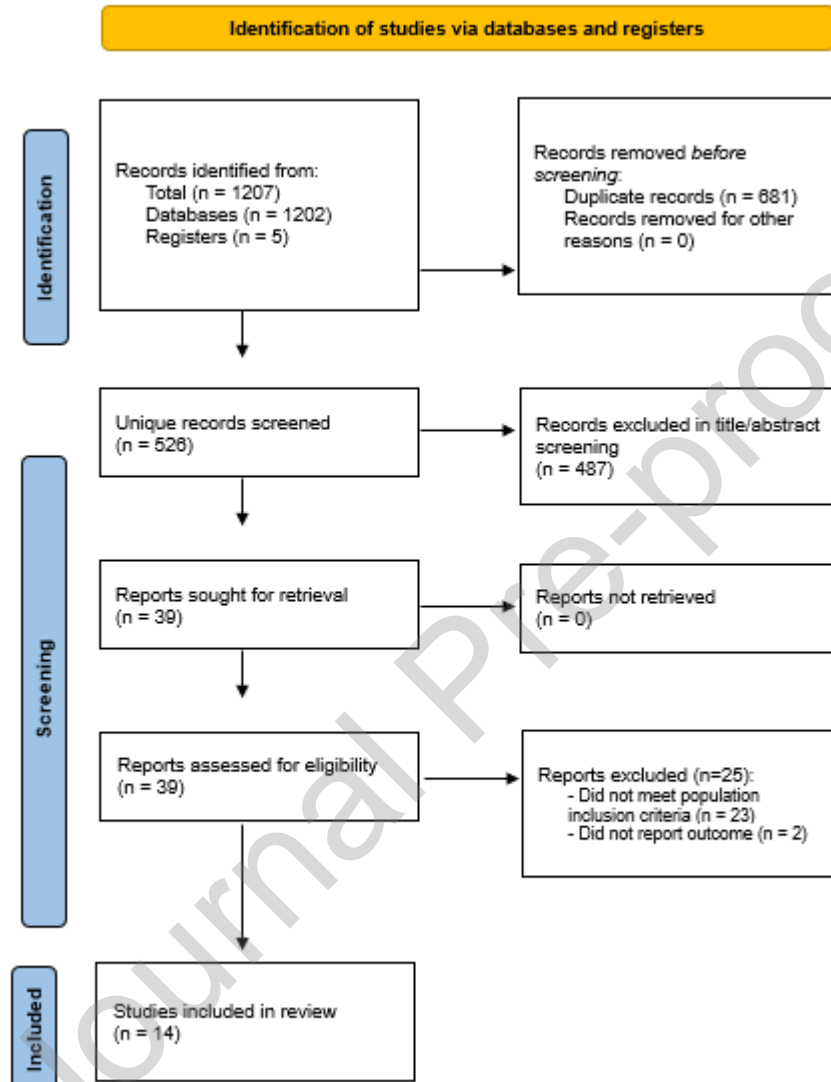 Identification of studies via databases and registers
Identification
Records identified from:
Total (n = 1207)
Databases (n = 1202)
Registers (n = 5)
Records removed before
screening:
Duplicate records (n = 681)
Records removed for other
reasons (n = 0)
Screening
Unique records screened
(n = 526)
Records excluded in title/abstract
screening
(n = 487)
Reports sought for retrieval
(n = 39)
Reports not retrieved
(n = 0)
Reports assessed for eligibility
(n = 39)
Reports excluded (n=25):
- Did not meet population
inclusion criteria (n = 23)
- Did not report outcome (n = 2)
Included
Studies included in review
(n = 14)
Journal Pre-proo